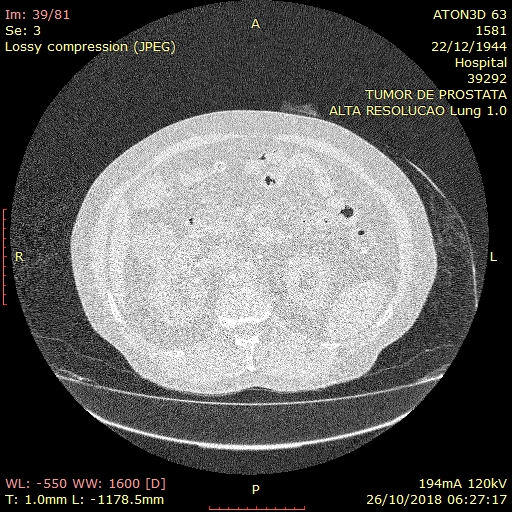 Im: 39/81
Se: 3
Lossy compression (JPEG)
A
ATON3D 63
1581
22/12/1944
Hospital
39292
TUMOR DE PROSTATA
ALTA RESOLUCAO Lung 1.0
R
L
WL: -550 WW: 1600 [D]
T: 1.0mm L: -1178.5mm
P
194mA 120kV
26/10/2018 06:27:17